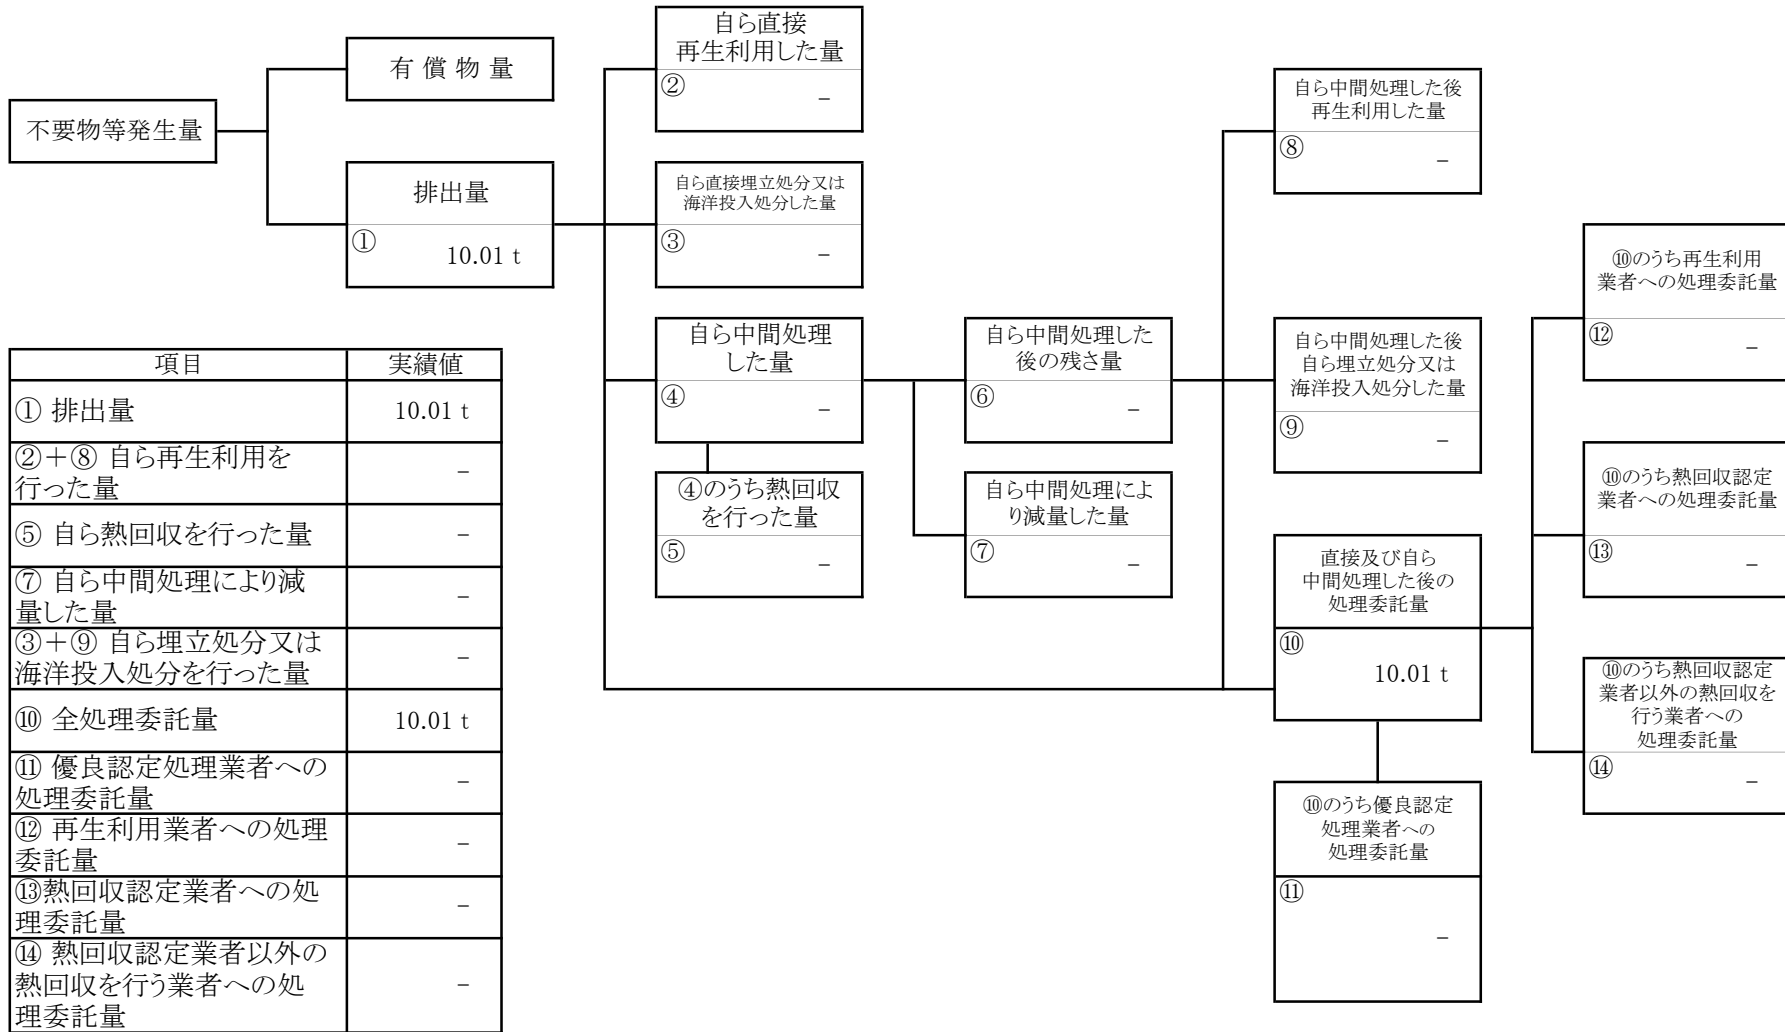 不要物等発生量
有 償 物 量
排出量
①
10.01 t
自ら直接
再生利用した量
②
－
自ら直接埋立処分又は
海洋投入処分した量
③
－
自ら中間処理
した量
④
－
④のうち熱回収
を行った量
⑤
－
自ら中間処理した
後の残さ量
⑥
－
自ら中間処理によ
り減量した量
⑦
－
自ら中間処理した後
再生利用した量
⑧
－
自ら中間処理した後
自ら埋立処分又は
海洋投入処分した量
⑨
－
直接及び自ら
中間処理した後の
処理委託量
⑩
10.01 t
⑩のうち優良認定
処理業者への
処理委託量
⑪
－
⑩のうち再生利用
業者への処理委託量
⑫
－
⑩のうち熱回収認定
業者への処理委託量
⑬
－
⑩のうち熱回収認定
業者以外の熱回収を
行う業者への
処理委託量
⑭
－
項目 実績値
① 排出量 10.01 t
②＋⑧ 自ら再生利用を
行った量 －
⑤ 自ら熱回収を行った量 －
⑦ 自ら中間処理により減
量した量 －
③＋⑨ 自ら埋立処分又は
海洋投入処分を行った量 －
⑩ 全処理委託量 10.01 t
⑪ 優良認定処理業者への
処理委託量 －
⑫ 再生利用業者への処理
委託量 －
⑬熱回収認定業者への処
理委託量 －
⑭ 熱回収認定業者以外の
熱回収を行う業者への処
理委託量 －